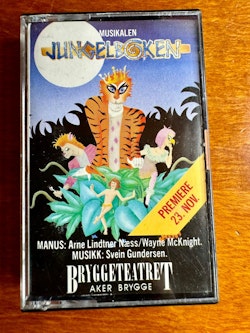 MUSIKALEN
JUNGELBOKEN
PREMIERE
23. NOV.
MANUS: Arne Lindtner Næss/Wayne McKnight.
MUSIKK: Svein Gundersen.
BRYGGETEATRET
AKER BRYGGE